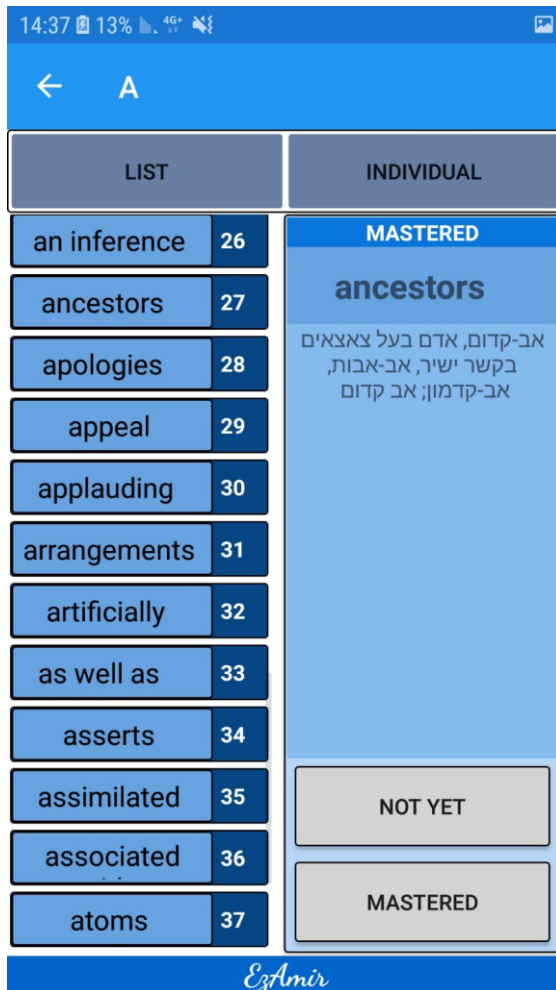 14:37 13% 4G+
A
LIST
INDIVIDUAL
an inference 26
ancestors 27
apologies 28
appeal 29
applauding 30
arrangements 31
artificially 32
as well as 33
asserts 34
assimilated 35
associated 36
atoms 37
MASTERED
ancestors
אב-קדום, אדם בעל צאצאים
בקשר ישיר, אב-אבות,
אב-קדמון; אב קדום
NOT YET
MASTERED
EzAmir